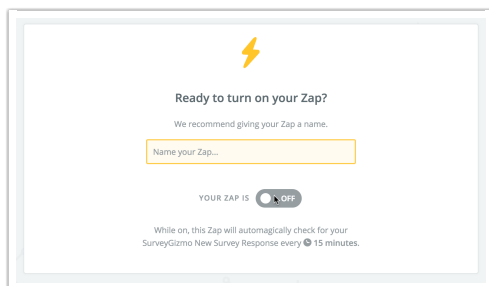 Ready to turn on your Zap?
We recommend giving your Zap a name.
Name your Zap...
YOUR ZAP IS OFF
While on, this Zap will automagically check for your
SurveyGizmo New Survey Response every 15 minutes.